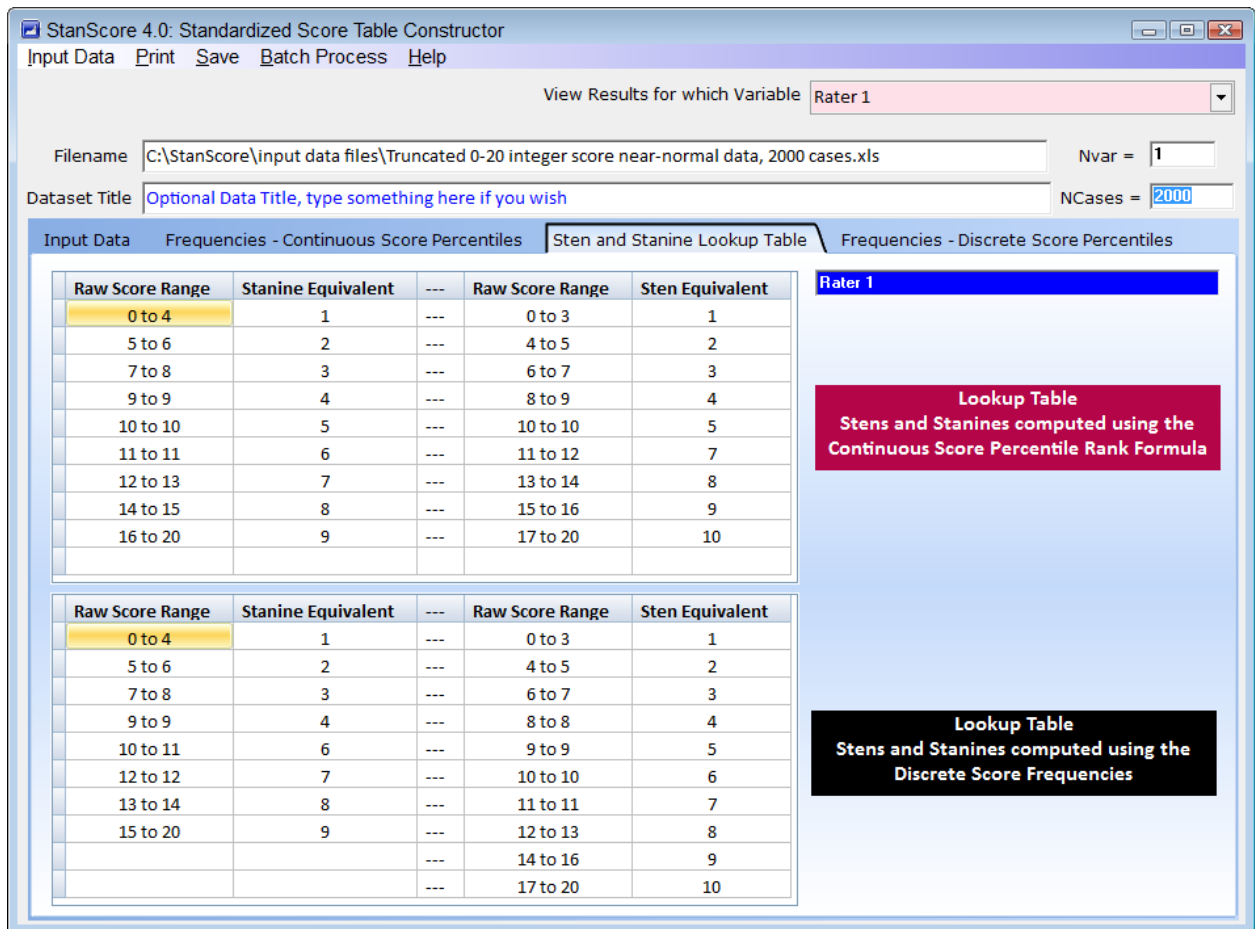 StanScore 4.0: Standardized Score Table Constructor
Input Data Print Save Batch Process Help
View Results for which Variable Rater 1
Filename C:\StanScore\input data files\Truncated 0-20 integer score near-normal data, 2000 cases.xls Nvar = 1
Dataset Title Optional Data Title, type something here if you wish NCases = 2000
Input Data Frequencies - Continuous Score Percentiles Sten and Stanine Lookup Table Frequencies - Discrete Score Percentiles
Raw Score Range Stanine Equivalent --- Raw Score Range Sten Equivalent
0 to 4 1 --- 0 to 3 1
5 to 6 2 --- 4 to 5 2
7 to 8 3 --- 6 to 7 3
9 to 9 4 --- 8 to 9 4
10 to 10 5 --- 10 to 10 5
11 to 11 6 --- 11 to 12 7
12 to 13 7 --- 13 to 14 8
14 to 15 8 --- 15 to 16 9
16 to 20 9 --- 17 to 20 10
Rater 1
Lookup Table
Stens and Stanines computed using the
Continuous Score Percentile Rank Formula
Raw Score Range Stanine Equivalent --- Raw Score Range Sten Equivalent
0 to 4 1 --- 0 to 3 1
5 to 6 2 --- 4 to 5 2
7 to 8 3 --- 6 to 7 3
9 to 9 4 --- 8 to 8 4
10 to 11 6 --- 9 to 9 5
12 to 12 7 --- 10 to 10 6
13 to 14 8 --- 11 to 11 7
15 to 20 9 --- 12 to 13 8
--- 14 to 16 9
--- 17 to 20 10
Lookup Table
Stens and Stanines computed using the
Discrete Score Frequencies